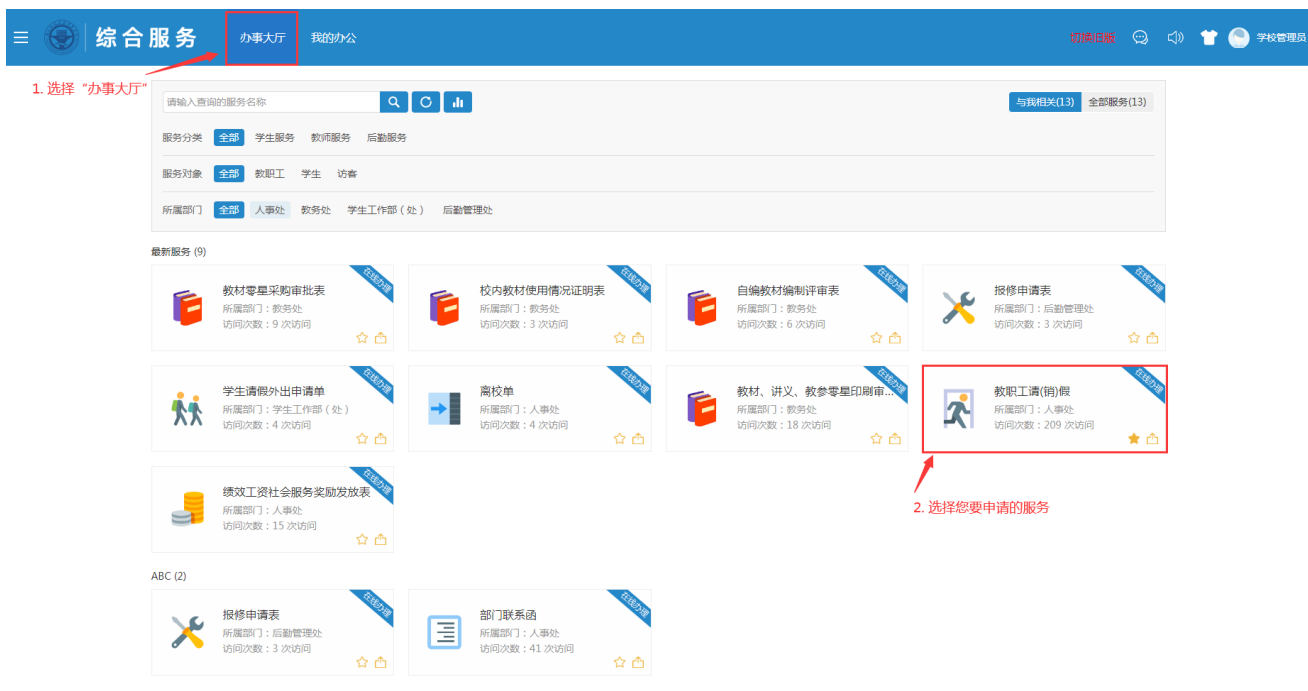 综合服务 办事大厅 我的办公 切换旧版 学校管理员
1. 选择“办事大厅”
请输入查询的服务名称 与我相关(13) 全部服务(13)
服务分类 全部 学生服务 教师服务 后勤服务
服务对象 全部 教职工 学生 访客
所属部门 全部 人事处 教务处 学生工作部（处） 后勤管理处
最新服务 (9)
在线办理
教材零星采购审批表
所属部门：教务处
访问次数：9 次访问
在线办理
校内教材使用情况证明表
所属部门：教务处
访问次数：3 次访问
在线办理
自编教材编制评审表
所属部门：教务处
访问次数：6 次访问
在线办理
报修申请表
所属部门：后勤管理处
访问次数：3 次访问
在线办理
学生请假外出申请单
所属部门：学生工作部（处）
访问次数：4 次访问
在线办理
离校单
所属部门：人事处
访问次数：4 次访问
在线办理
教材、讲义、教参零星印刷审...
所属部门：教务处
访问次数：18 次访问
在线办理
教职工请(销)假
所属部门：人事处
访问次数：209 次访问
在线办理
绩效工资社会服务奖励发放表
所属部门：人事处
访问次数：15 次访问
2. 选择您要申请的服务
ABC (2)
在线办理
报修申请表
所属部门：后勤管理处
访问次数：3 次访问
在线办理
部门联系函
所属部门：人事处
访问次数：41 次访问